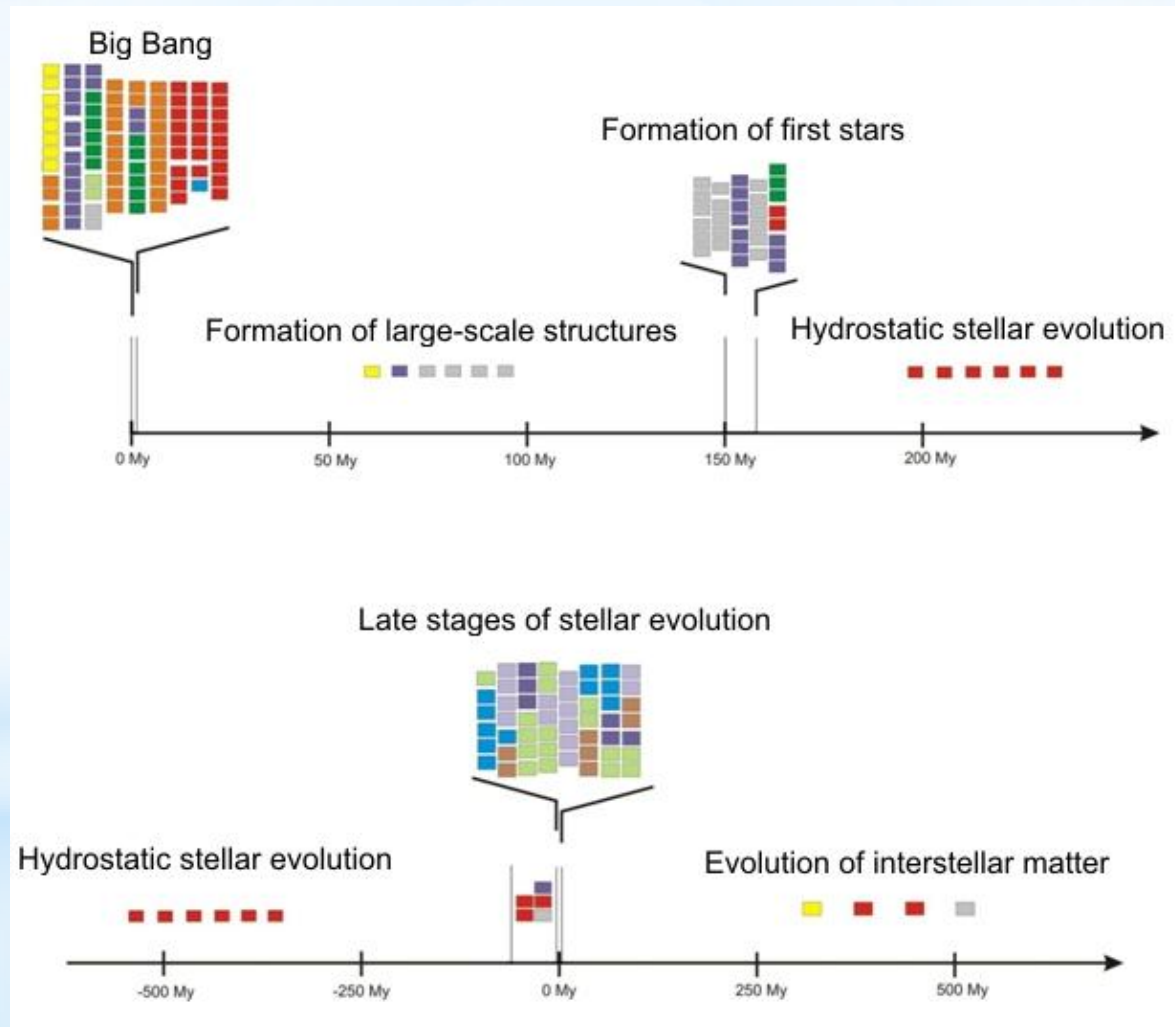 Big Bang
Formation of first stars
Formation of large-scale structures
Hydrostatic stellar evolution
0 My
50 My
100 My
150 My
200 My
Late stages of stellar evolution
Hydrostatic stellar evolution
Evolution of interstellar matter
-500 My
-250 My
0 My
250 My
500 My